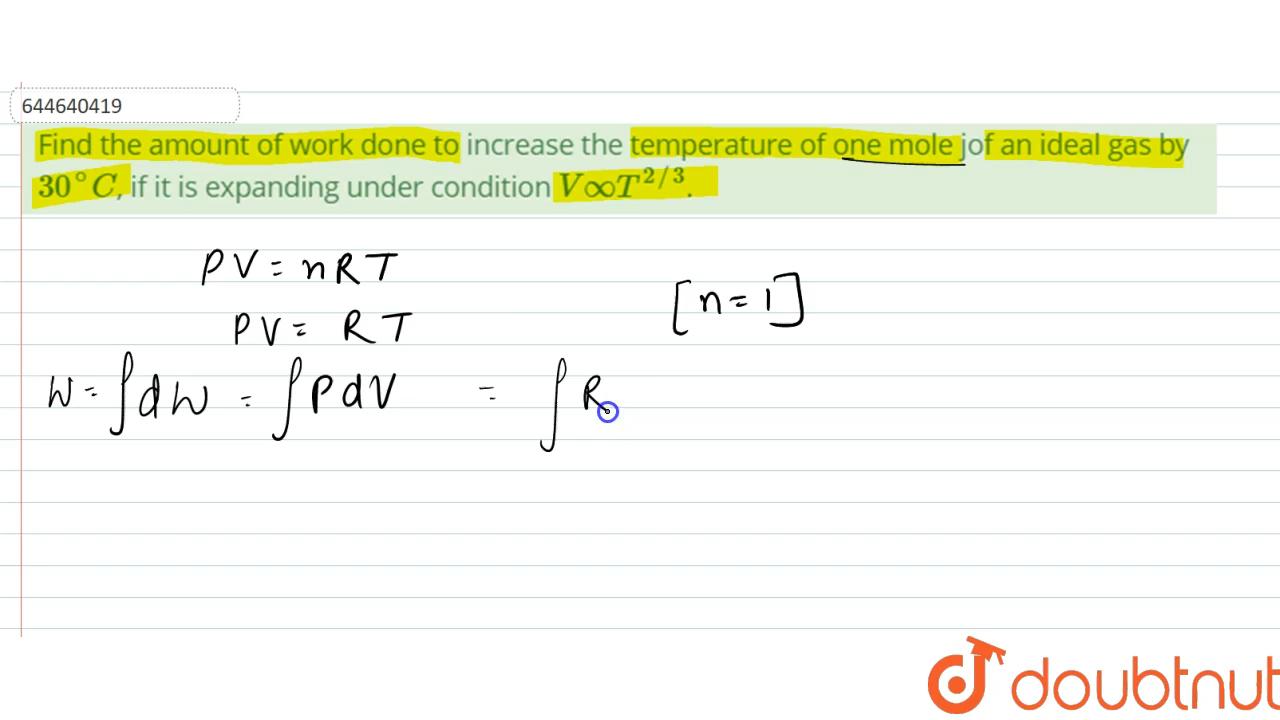 644640419
Find the amount of work done to increase the temperature of one mole jof an ideal gas by
30°C, if it is expanding under condition V∞T^{2/3}.
PV = nRT
[n = 1]
PV = RT
W = ∫dW = ∫PdV = ∫R
doubtnut